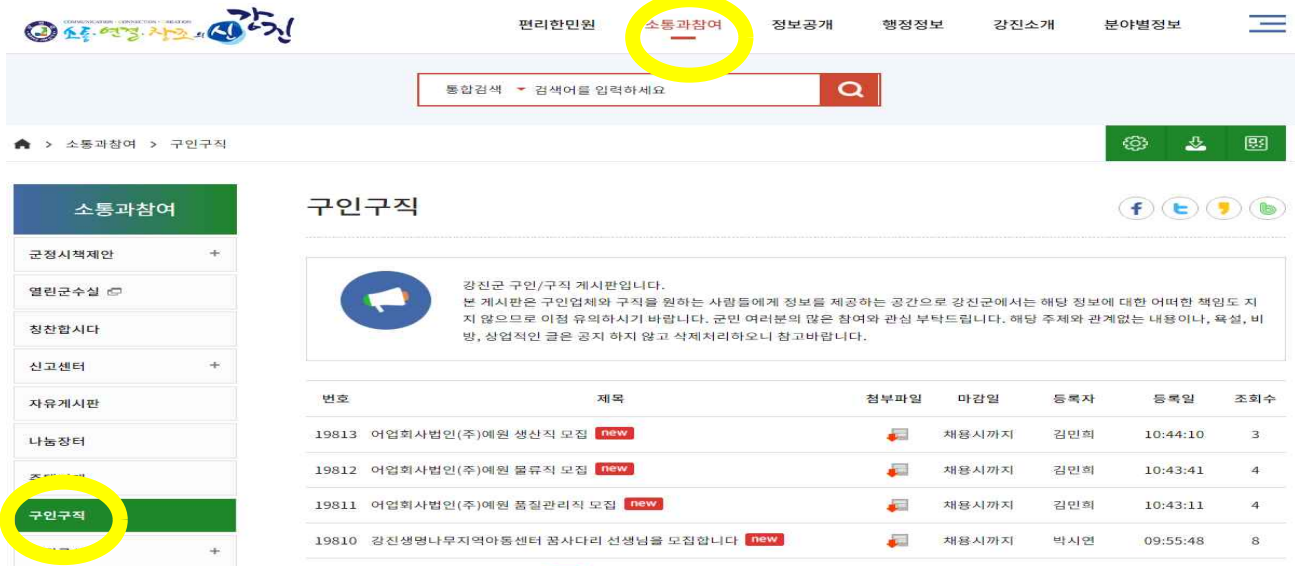 COMMUNICATION · CONNECTION · CREATION
소통·연결·창조의 신강진
편리한민원 소통과참여 정보공개 행정정보 강진소개 분야별정보
통합검색 검색어를 입력하세요
> 소통과참여 > 구인구직
소통과참여
군정시책제안 +
열린군수실
칭찬합시다
신고센터 +
자유게시판
나눔장터
구인구직
+
구인구직
강진군 구인/구직 게시판입니다.
본 게시판은 구인업체와 구직을 원하는 사람들에게 정보를 제공하는 공간으로 강진군에서는 해당 정보에 대한 어떠한 책임도 지
지 않으므로 이점 유의하시기 바랍니다. 군민 여러분의 많은 참여와 관심 부탁드립니다. 해당 주제와 관계없는 내용이나, 욕설, 비
방, 상업적인 글은 공지 하지 않고 삭제처리하오니 참고바랍니다.
번호 제목 첨부파일 마감일 등록자 등록일 조회수
19813 어업회사법인(주)예원 생산직 모집 new 채용시까지 김민희 10:44:10 3
19812 어업회사법인(주)예원 물류직 모집 new 채용시까지 김민희 10:43:41 4
19811 어업회사법인(주)예원 품질관리직 모집 new 채용시까지 김민희 10:43:11 4
19810 강진생명나무지역아동센터 꿈사다리 선생님을 모집합니다 new 채용시까지 박시연 09:55:48 8